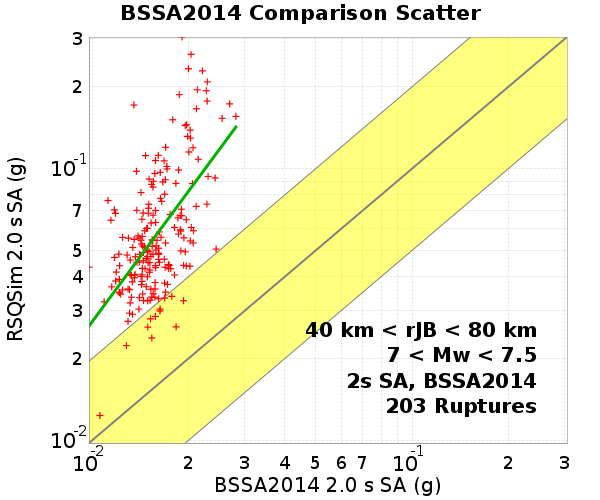 BSSA2014 Comparison Scatter
RSQSim 2.0 s SA (g)
3
2
10-1
7
5
4
3
2
10-2
40 km < rJB < 80 km
7 < Mw < 7.5
2s SA, BSSA2014
203 Ruptures
10-2 2 3 4 5 6 7 10-1 2 3
BSSA2014 2.0 s SA (g)